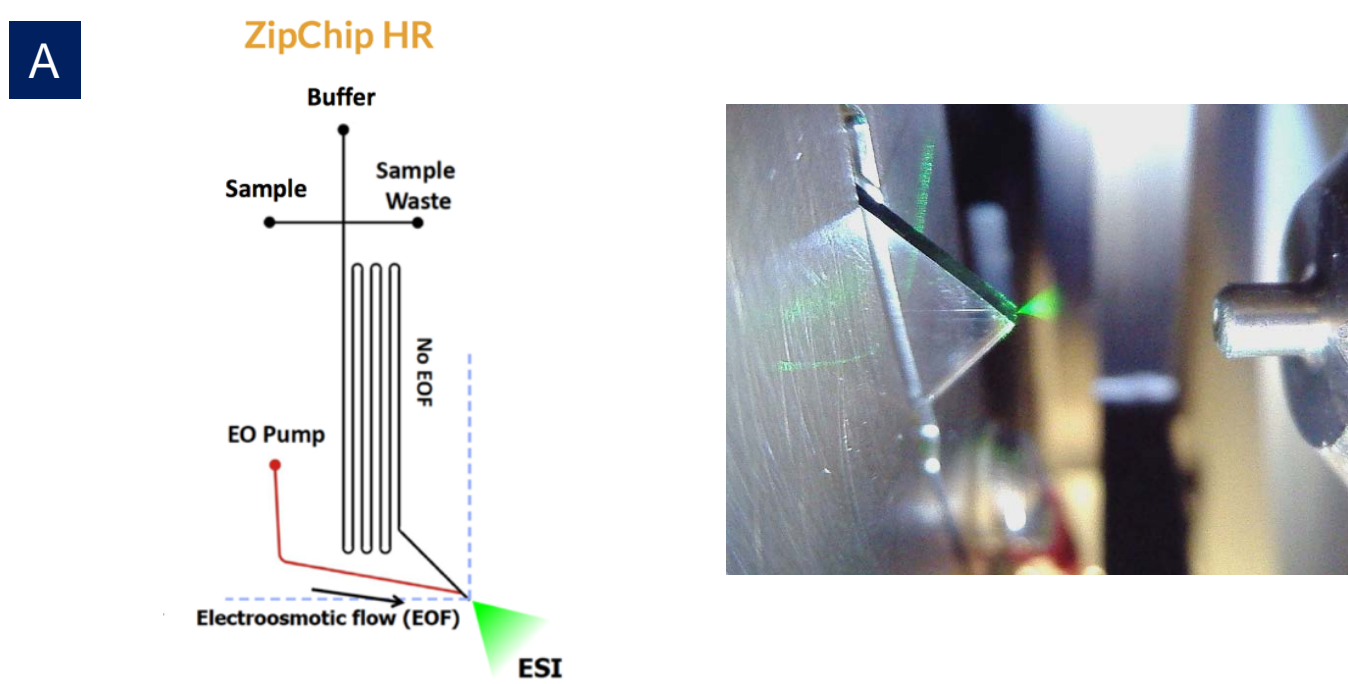 A
ZipChip HR
Buffer
Sample
Waste
Sample
No EOF
EO Pump
Electroosmotic flow (EOF)
ESI